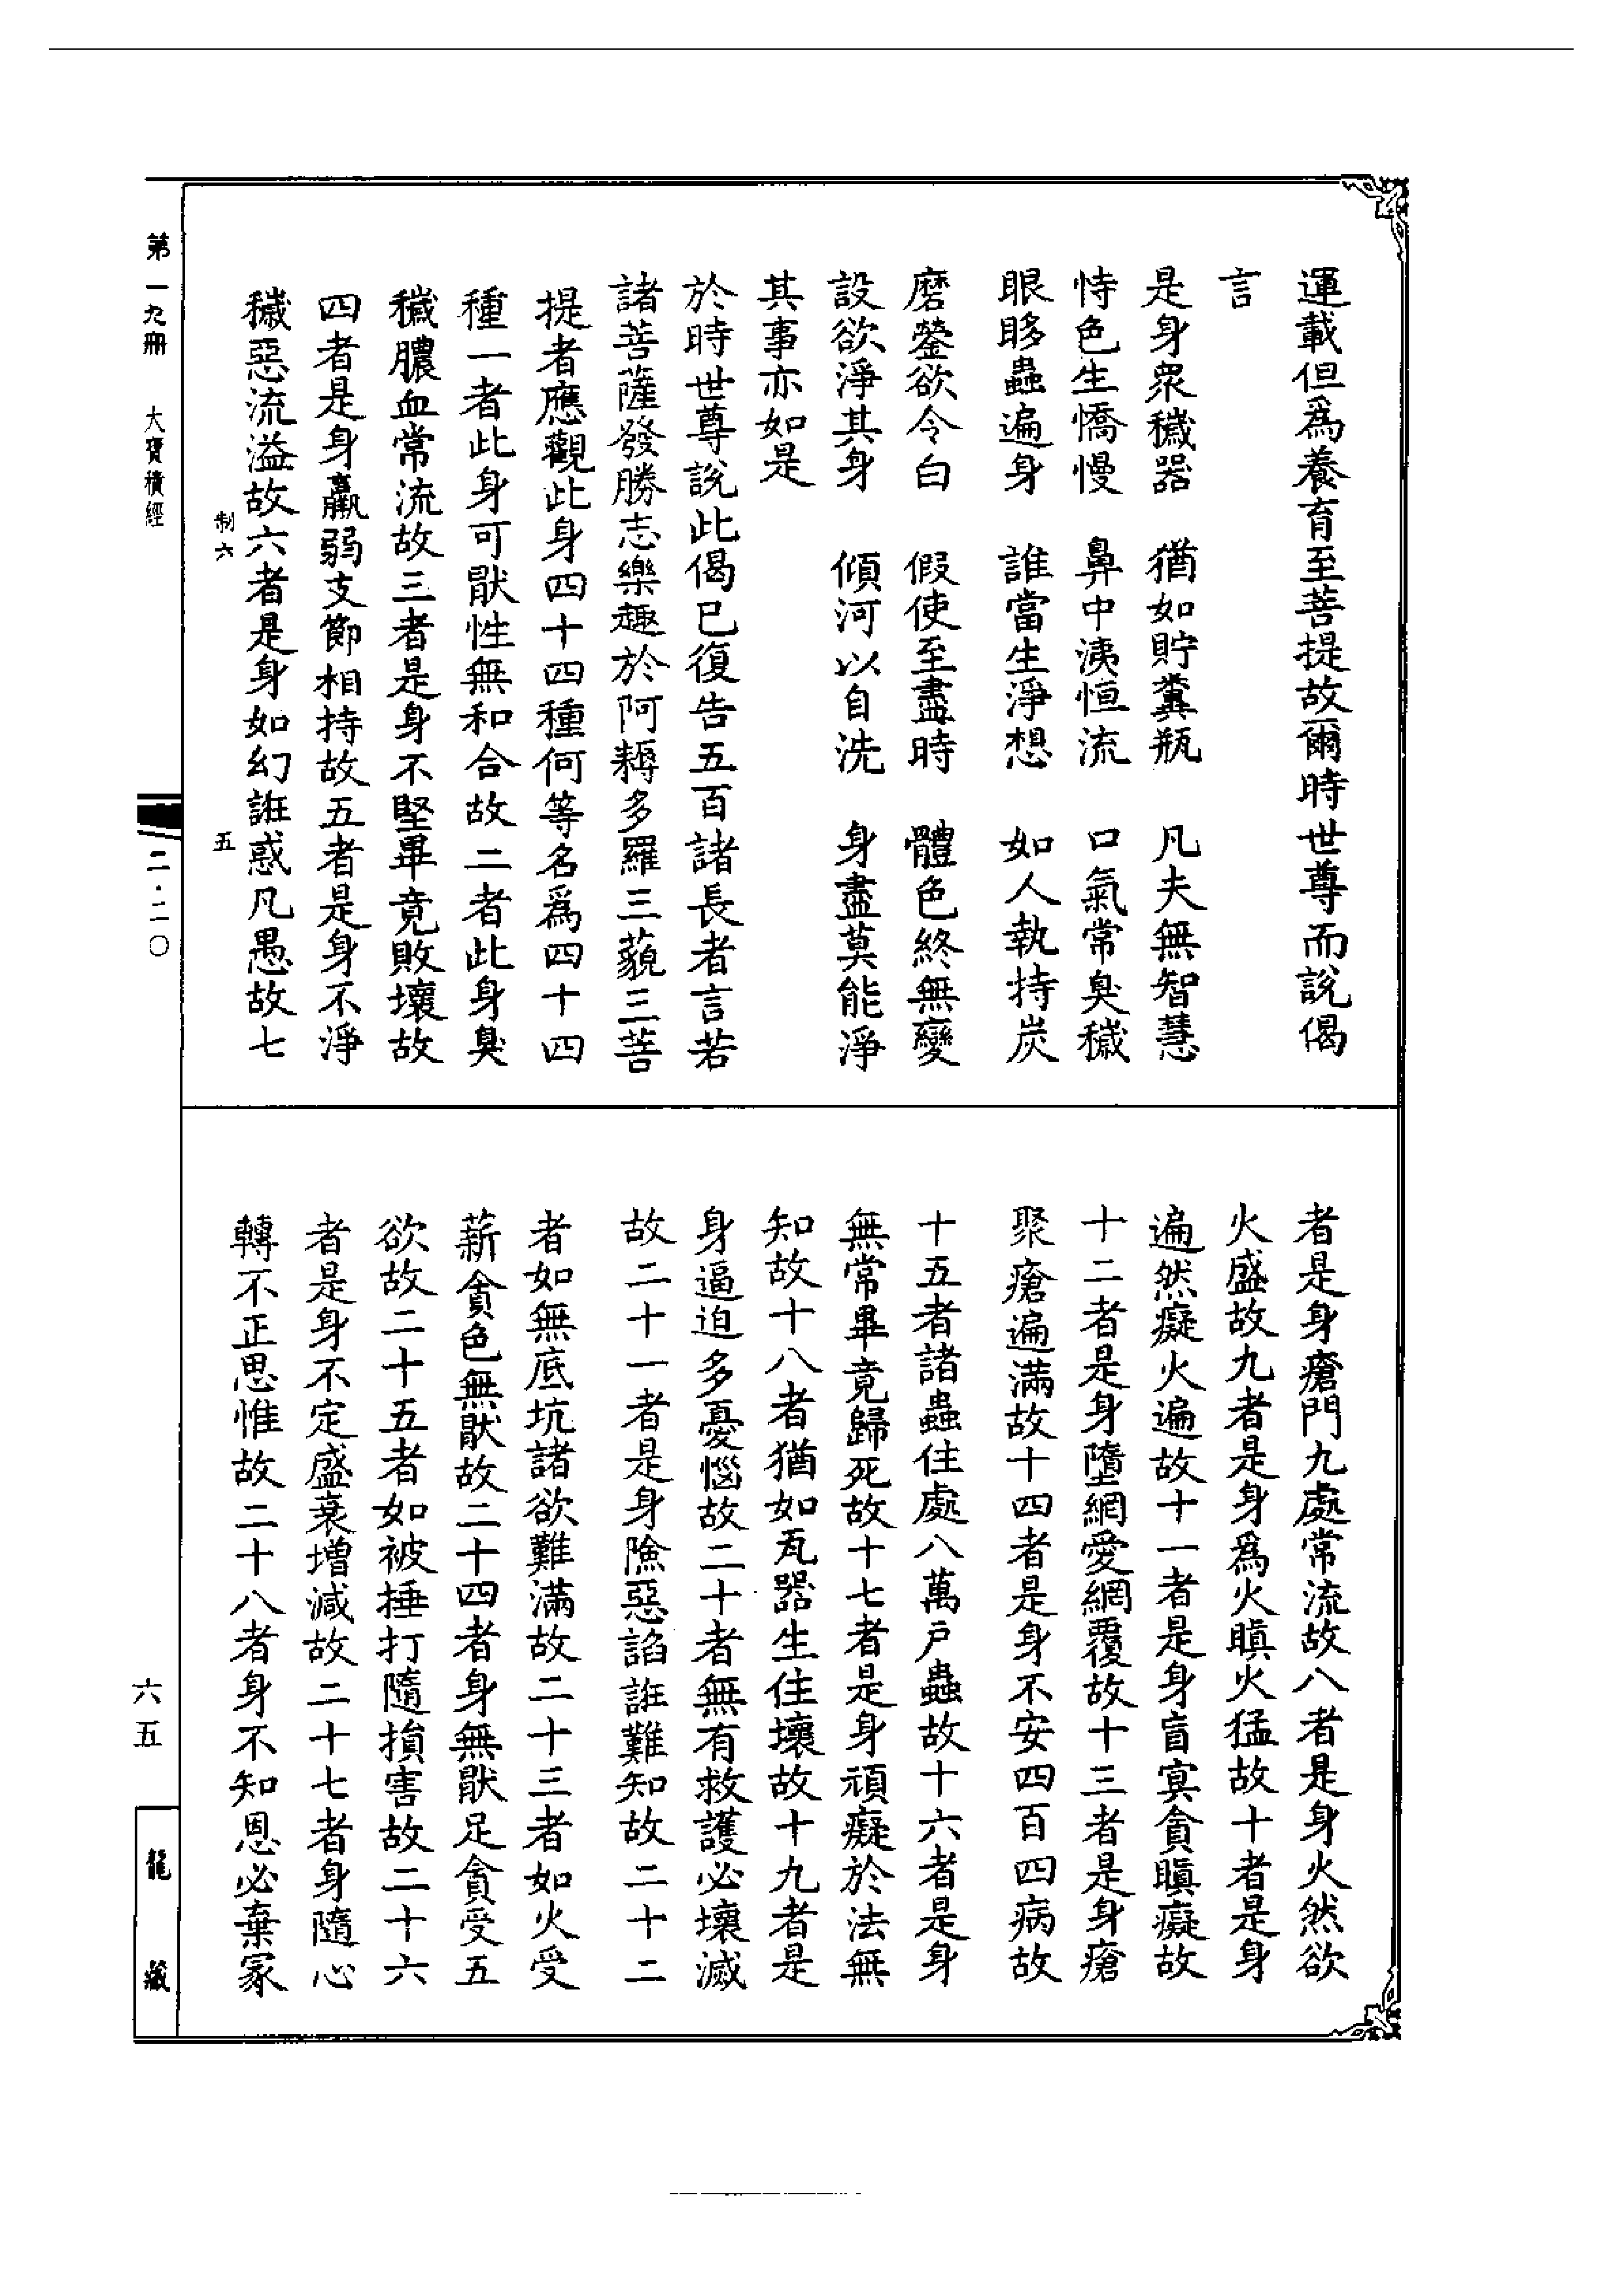 運載但爲養育至菩提故爾時世尊而說偈
言
是身衆穢器　猶如貯糞瓶　凡夫無智慧
恃色生憍慢　鼻中洟恒流　口氣常臭穢
眼眵蟲遍身　誰當生淨想　如人執持炭
磨瑩欲令白　假使至盡時　體色終無變
設欲淨其身　傾河以自洗　身盡莫能淨
其事亦如是
於時世尊說此偈已復告五百諸長者言若
諸菩薩發勝志樂趣於阿耨多羅三藐三菩
提者應觀此身四十四種何等名爲四十四
種一者此身可猒性無和合故二者此身臭
穢膿血常流故三者是身不堅畢竟敗壞故
四者是身羸弱支節相持故五者是身不淨
穢惡流溢故六者是身如幻誑惑凡愚故七
制六
五
者是身瘡門九處常流故八者是身火然欲
火盛故九者是身爲火瞋火猛故十者是身
遍然癡火遍故十一者是身盲冥貪瞋癡故
十二者是身墮網愛網覆故十三者是身瘡
聚瘡遍滿故十四者是身不安四百四病故
十五者諸蟲住處八萬戶蟲故十六者是身
無常畢竟歸死故十七者是身頑癡於法無
知故十八者猶如瓦器生住壞故十九者是
身逼迫多憂惱故二十者無有救護必壞滅
故二十一者是身險惡諂誑難知故二十二
者如無底坑諸欲難滿故二十三者如火受
薪貪色無猒故二十四者身無猒足貪受五
欲故二十五者如被捶打隨損害故二十六
者是身不定盛衰增減故二十七者身隨心
轉不正思惟故二十八者身不知恩必棄冢
第一九冊　大寶積經
二·二〇
六五
龍藏